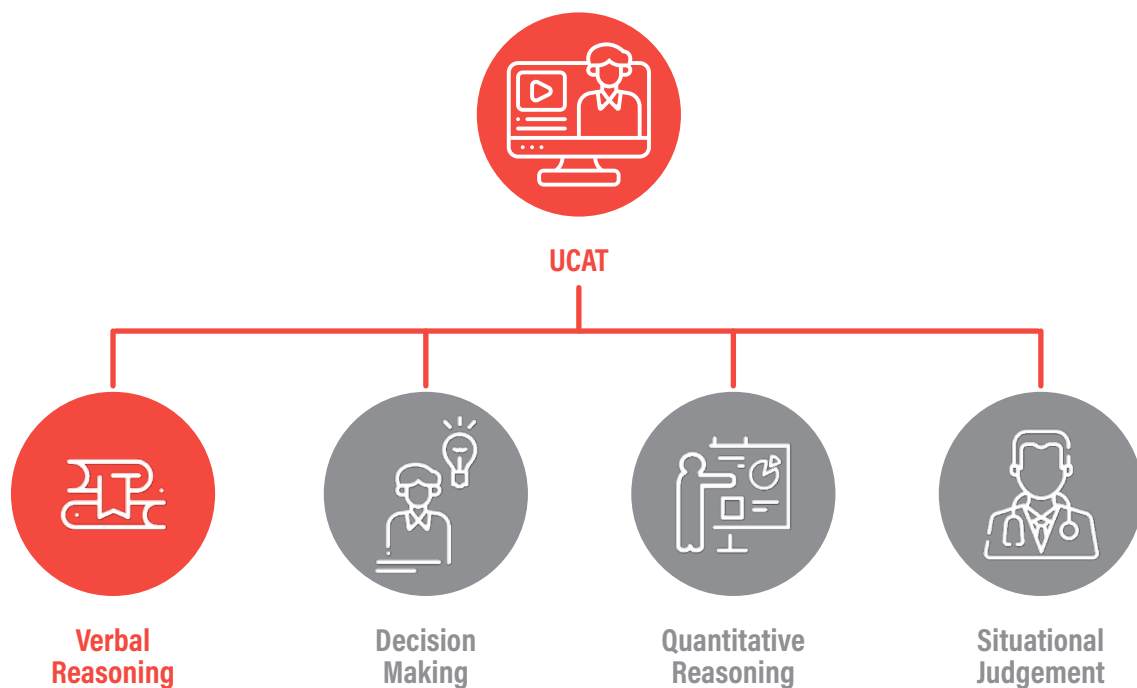 UCAT
Verbal
Reasoning
Decision
Making
Quantitative
Reasoning
Situational
Judgement